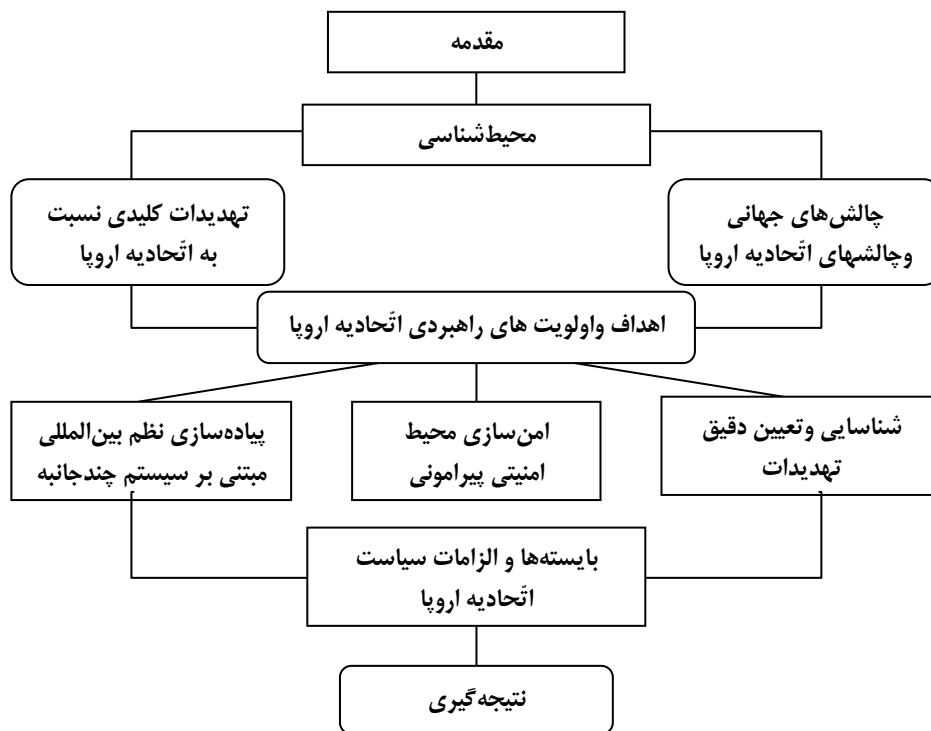 مقدمه
محیط‌شناسی
چالش‌های جهانی
وچالشهای اتّحادیه اروپا
تهدیدات کلیدی نسبت
به اتّحادیه اروپا
اهداف واولویت های راهبردی اتّحادیه اروپا
شناسایی وتعیین دقیق
تهدیدات
امن‌سازی محیط
امنیتی پیرامونی
پیاده‌سازی نظم بین‌المللی
مبتنی بر سیستم چندجانبه
بایسته‌ها و الزامات سیاست
اتّحادیه اروپا
نتیجه‌گیری